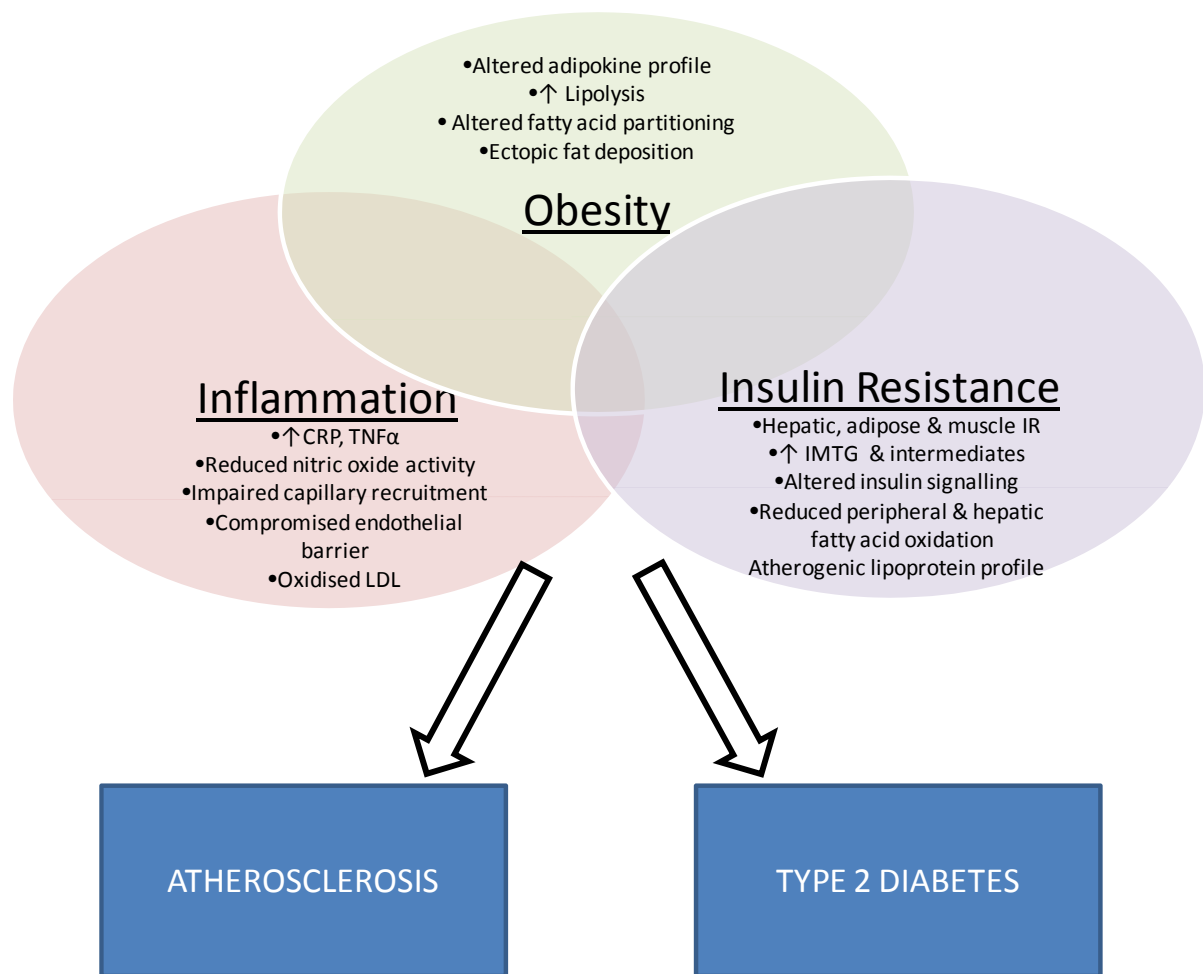 •Altered adipokine profile
•↑ Lipolysis
• Altered fatty acid partitioning
•Ectopic fat deposition
Obesity
Inflammation
•↑CRP, TNFα
•Reduced nitric oxide activity
•Impaired capillary recruitment
•Compromised endothelial
barrier
•Oxidised LDL
Insulin Resistance
•Hepatic, adipose & muscle IR
•↑ IMTG & intermediates
•Altered insulin signalling
•Reduced peripheral & hepatic
fatty acid oxidation
Atherogenic lipoprotein profile
ATHEROSCLEROSIS
TYPE 2 DIABETES